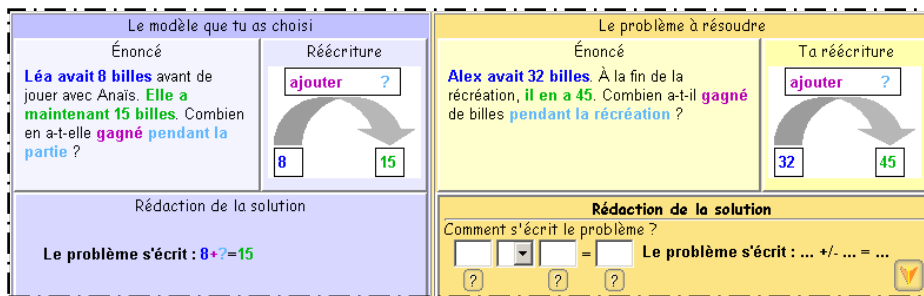 Le modèle que tu as choisi
Énoncé
Léa avait 8 billes avant de
jouer avec Anaïs. Elle a
maintenant 15 billes. Combien
en a-t-elle gagné pendant la
partie ?
Réécriture
ajouter ?
8 15
Rédaction de la solution
Le problème s'écrit : 8+?=15
Le problème à résoudre
Énoncé
Alex avait 32 billes. À la fin de la
récréation, il en a 45. Combien a-t-il gagné
de billes pendant la récréation ?
Ta réécriture
ajouter ?
32 45
Rédaction de la solution
Comment s'écrit le problème ?
= Le problème s'écrit : ... +/- ... = ...
? ? ?